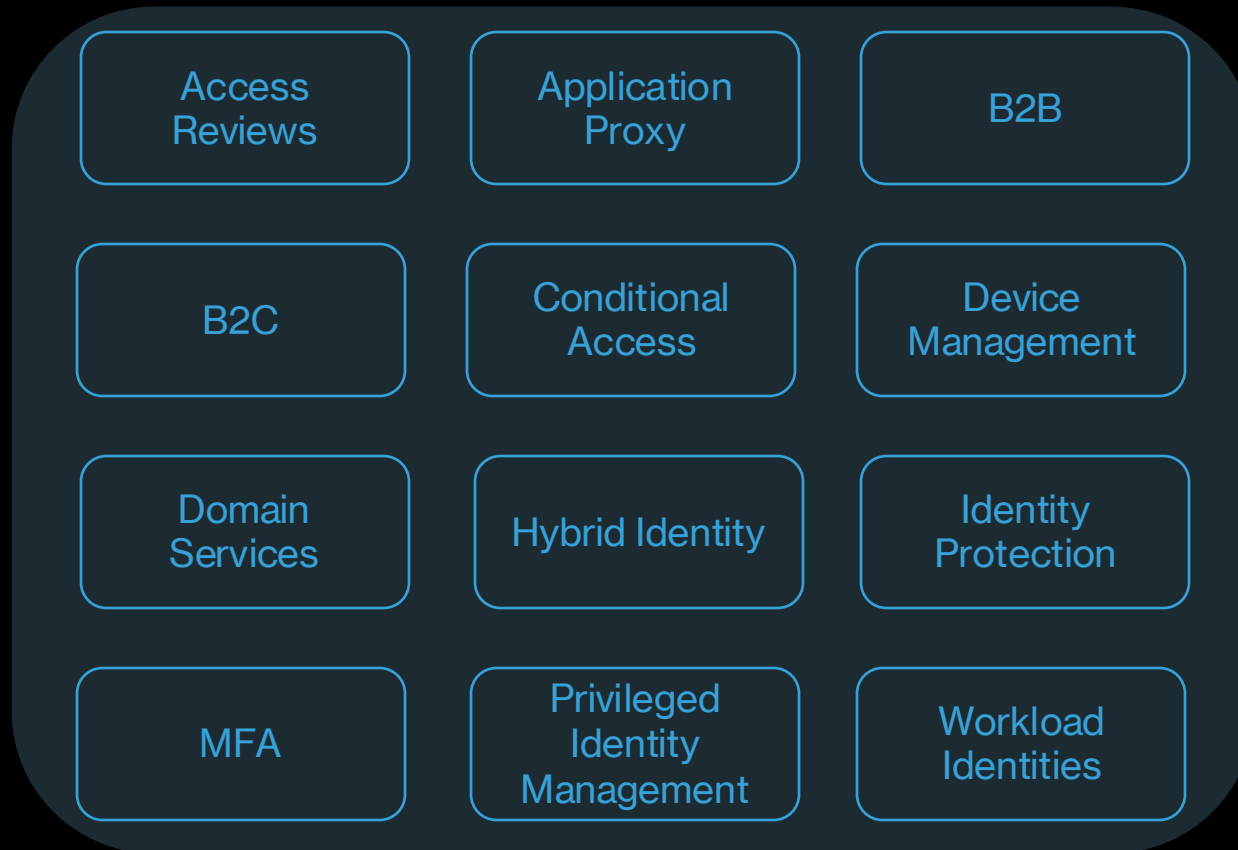 Access
Reviews
Application
Proxy
B2B
B2C
Conditional
Access
Device
Management
Domain
Services
Hybrid Identity
Identity
Protection
MFA
Privileged
Identity
Management
Workload
Identities